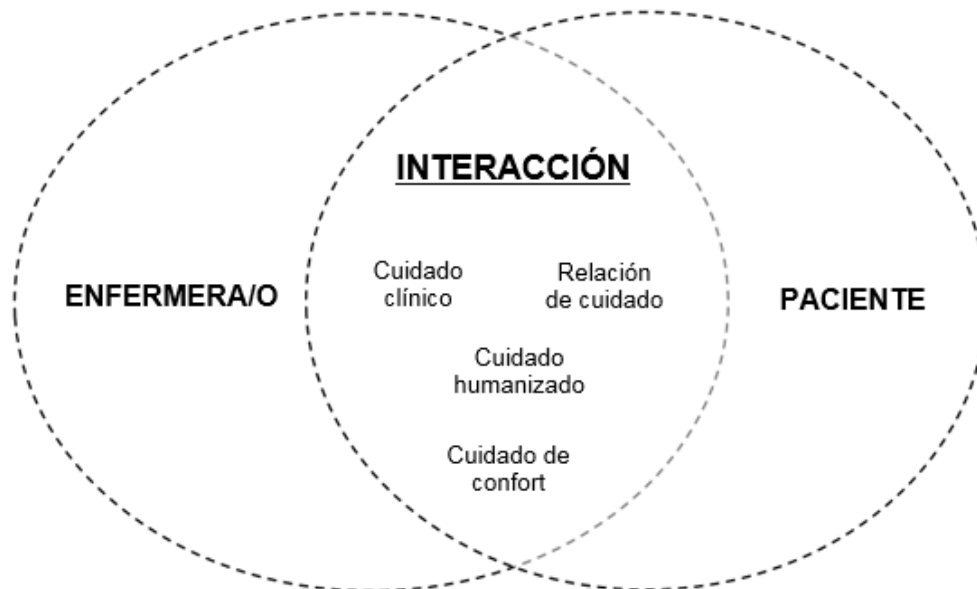 INTERACCIÓN
ENFERMERA/O
Cuidado
clínico
Relación
de cuidado
PACIENTE
Cuidado
humanizado
Cuidado de
confort